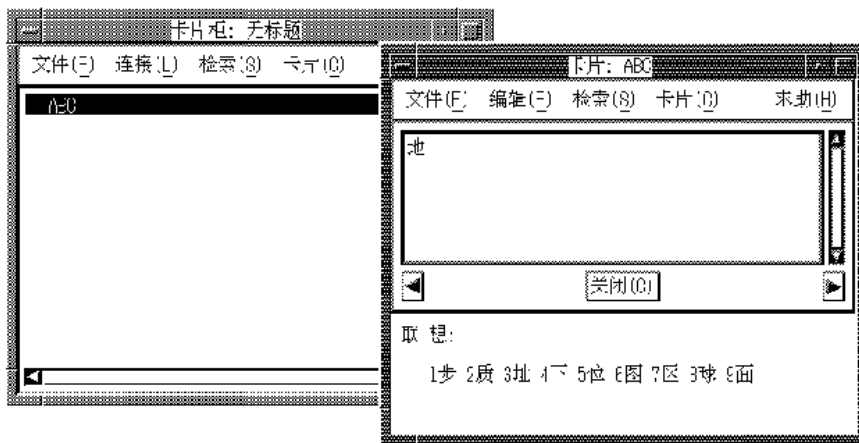 卡片框: 无标题
文件(F) 连接(L) 检索(S) 卡片(C)
ABC
卡片: ABC
文件(F) 编辑(E) 检索(S) 卡片(C) 求助(H)
地
关闭(C)
联 想:
1步 2质 3址 4下 5位 6图 7区 8球 9面